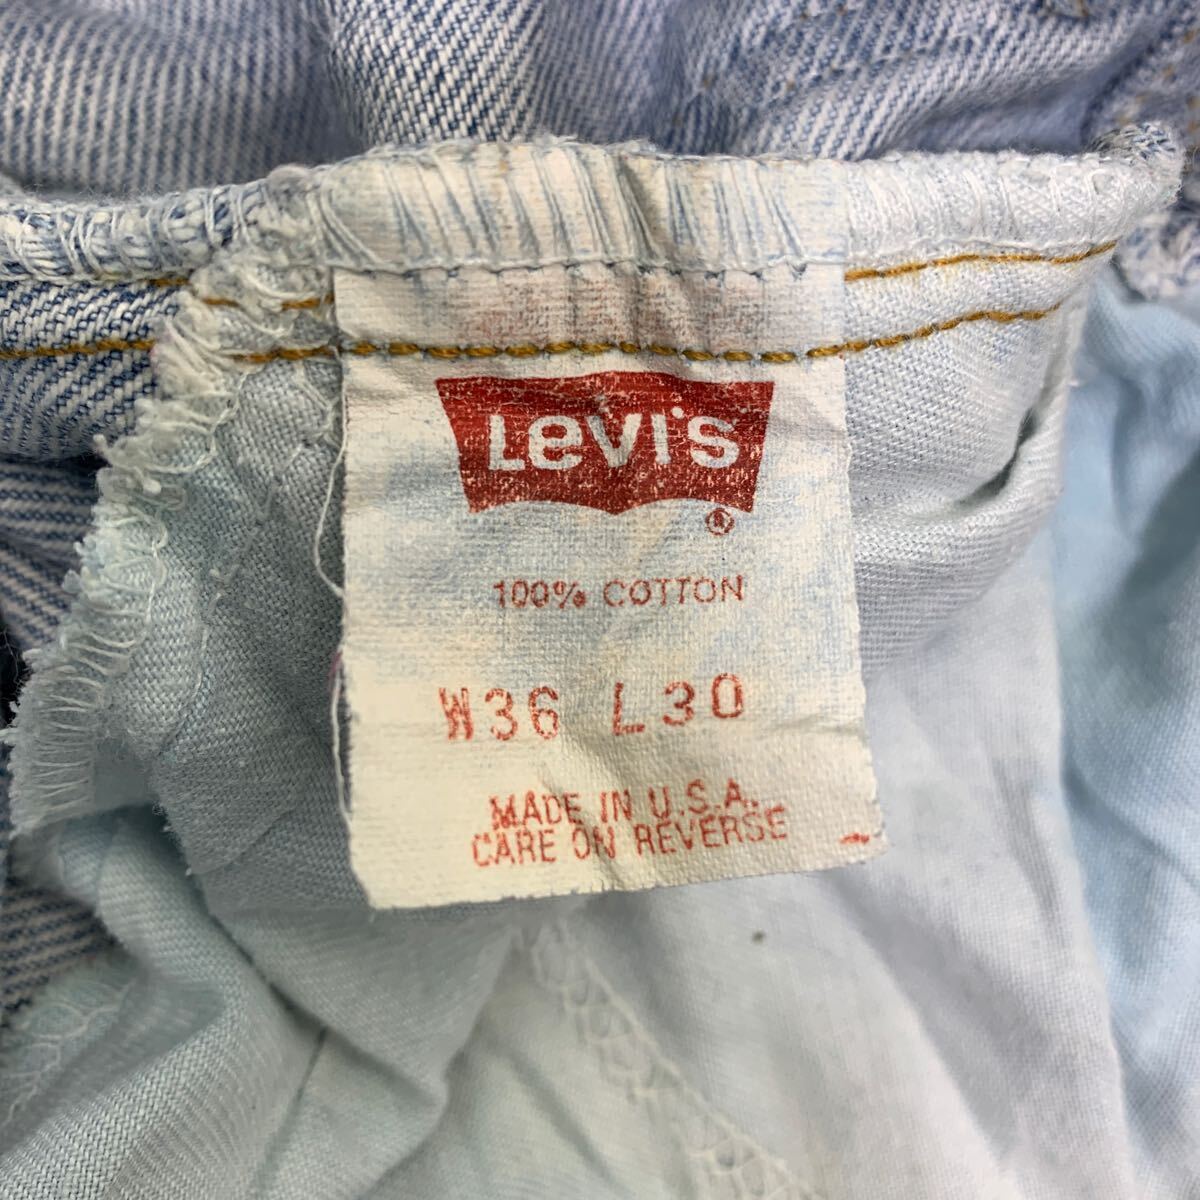 Levi's
®
100% COTTON
W36 L30
MADE IN U.S.A.
CARE ON REVERSE